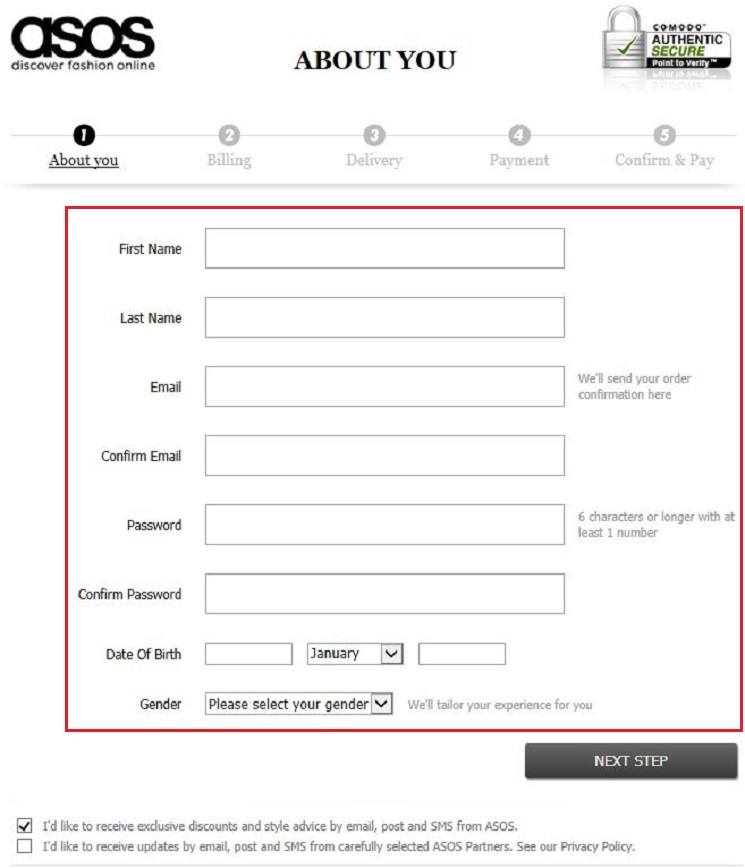 asos
discover fashion online
ABOUT YOU
COMODO™
AUTHENTIC
SECURE
Point to Verify™
1 2 3 4 5
About you Billing Delivery Payment Confirm & Pay
First Name
Last Name
Email We'll send your order
confirmation here
Confirm Email
Password 6 characters or longer with at
least 1 number
Confirm Password
Date Of Birth January
Gender Please select your gender We'll tailor your experience for you
NEXT STEP
I'd like to receive exclusive discounts and style advice by email, post and SMS from ASOS.
I'd like to receive updates by email, post and SMS from carefully selected ASOS Partners. See our Privacy Policy.